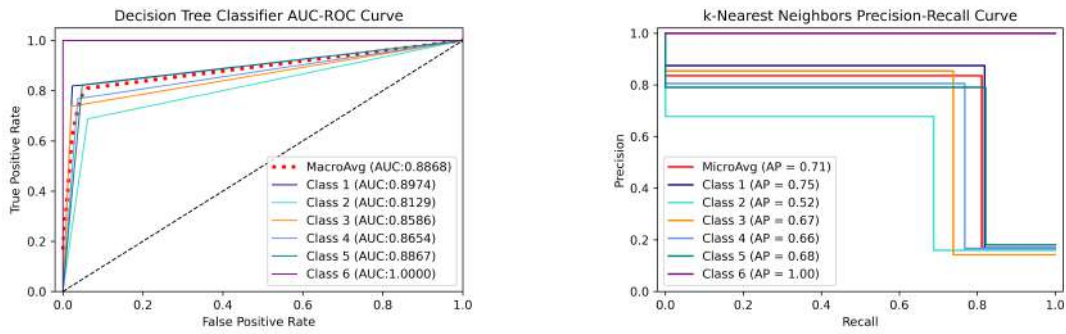 Decision Tree Classifier AUC-ROC Curve
True Positive Rate
1.0
0.8
0.6
0.4
0.2
0.0
MacroAvg (AUC:0.8868)
Class 1 (AUC:0.8974)
Class 2 (AUC:0.8129)
Class 3 (AUC:0.8586)
Class 4 (AUC:0.8654)
Class 5 (AUC:0.8867)
Class 6 (AUC:1.0000)
0.0 0.2 0.4 0.6 0.8 1.0
False Positive Rate
k-Nearest Neighbors Precision-Recall Curve
Precision
1.0
0.8
0.6
0.4
0.2
0.0
MicroAvg (AP = 0.71)
Class 1 (AP = 0.75)
Class 2 (AP = 0.52)
Class 3 (AP = 0.67)
Class 4 (AP = 0.66)
Class 5 (AP = 0.68)
Class 6 (AP = 1.00)
0.0 0.2 0.4 0.6 0.8 1.0
Recall